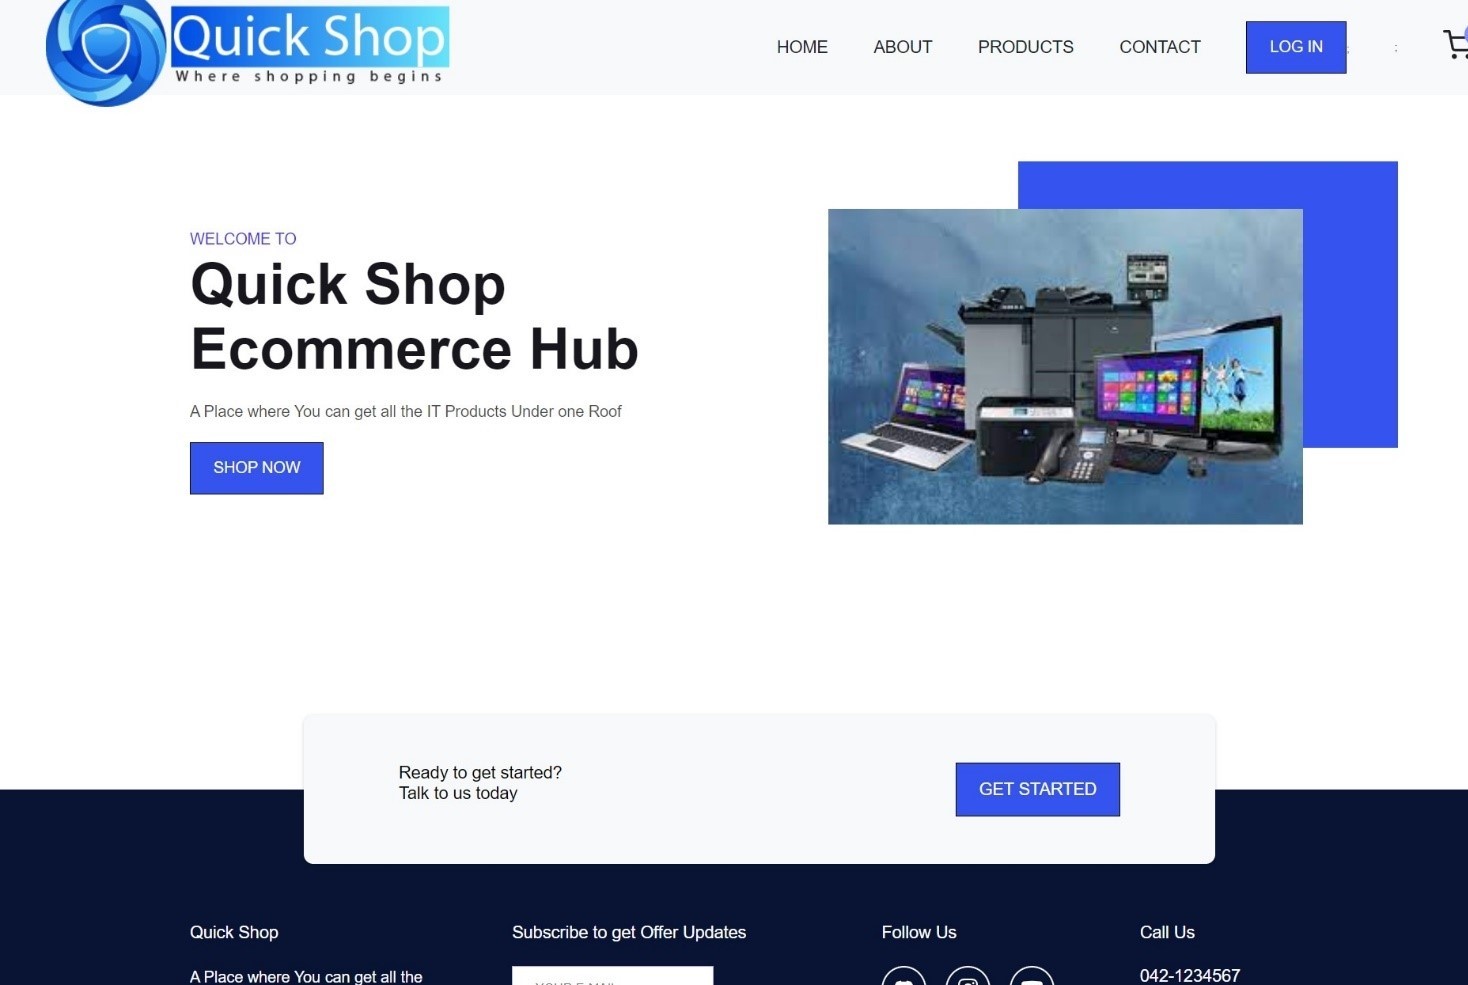 Quick Shop
Where shopping begins
HOME ABOUT PRODUCTS CONTACT LOG IN ; :
WELCOME TO
Quick Shop
Ecommerce Hub
A Place where You can get all the IT Products Under one Roof
SHOP NOW
Ready to get started?
Talk to us today
GET STARTED
Quick Shop
A Place where You can get all the
Subscribe to get Offer Updates
YOUR E-MAIL
Follow Us
Call Us
042-1234567